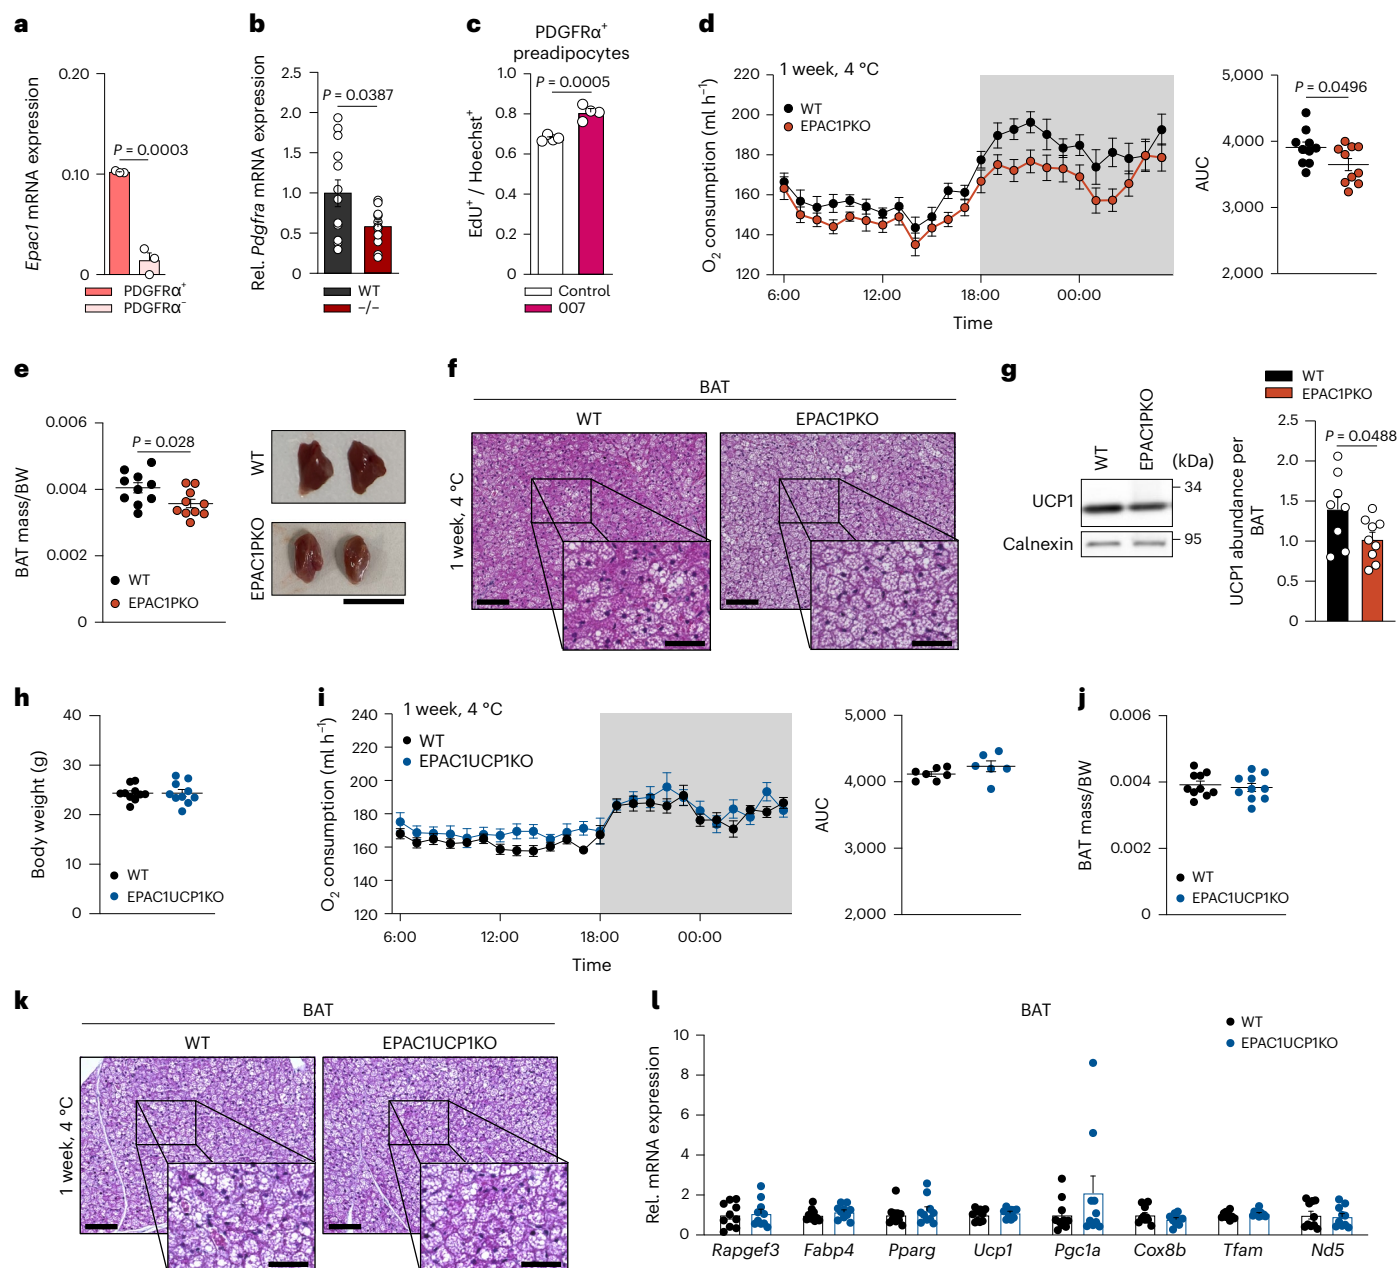 a
Epac1 mRNA expression
0.20
0.10
0
P = 0.0003
PDGFRα+
PDGFRα−
b
Rel. Pdgfra mRNA expression
2.5
2.0
1.5
1.0
0.5
0
P = 0.0387
WT
−/−
c
PDGFRα+
preadipocytes
EdU+ / Hoechst+
1.0
0.8
0.6
0.4
0.2
0
P = 0.0005
Control
007
d
1 week, 4 °C
O2 consumption (ml h−1)
220
200
180
160
140
120
WT
EPAC1PKO
6:00 12:00 18:00 00:00
Time
AUC
5,000
4,000
3,000
2,000
P = 0.0496
e
BAT mass/BW
0.006
0.004
0.002
0
P = 0.028
WT
EPAC1PKO
WT
EPAC1PKO
f
BAT
WT EPAC1PKO
1 week, 4 °C
g
WT
EPAC1PKO
(kDa)
UCP1
34
Calnexin
95
WT
EPAC1PKO
UCP1 abundance per
BAT
2.5
2.0
1.5
1.0
0.5
0
P = 0.0488
h
Body weight (g)
40
30
20
10
0
WT
EPAC1UCP1KO
i
1 week, 4 °C
O2 consumption (ml h−1)
240
220
200
180
160
140
120
WT
EPAC1UCP1KO
6:00 12:00 18:00 00:00
Time
AUC
5,000
4,000
3,000
2,000
j
BAT mass/BW
0.006
0.004
0.002
0
WT
EPAC1UCP1KO
k
BAT
WT EPAC1UCP1KO
1 week, 4 °C
l
BAT
WT
EPAC1UCP1KO
Rel. mRNA expression
10
8
6
4
2
0
Rapgef3 Fabp4 Pparg Ucp1 Pgc1a Cox8b Tfam Nd5